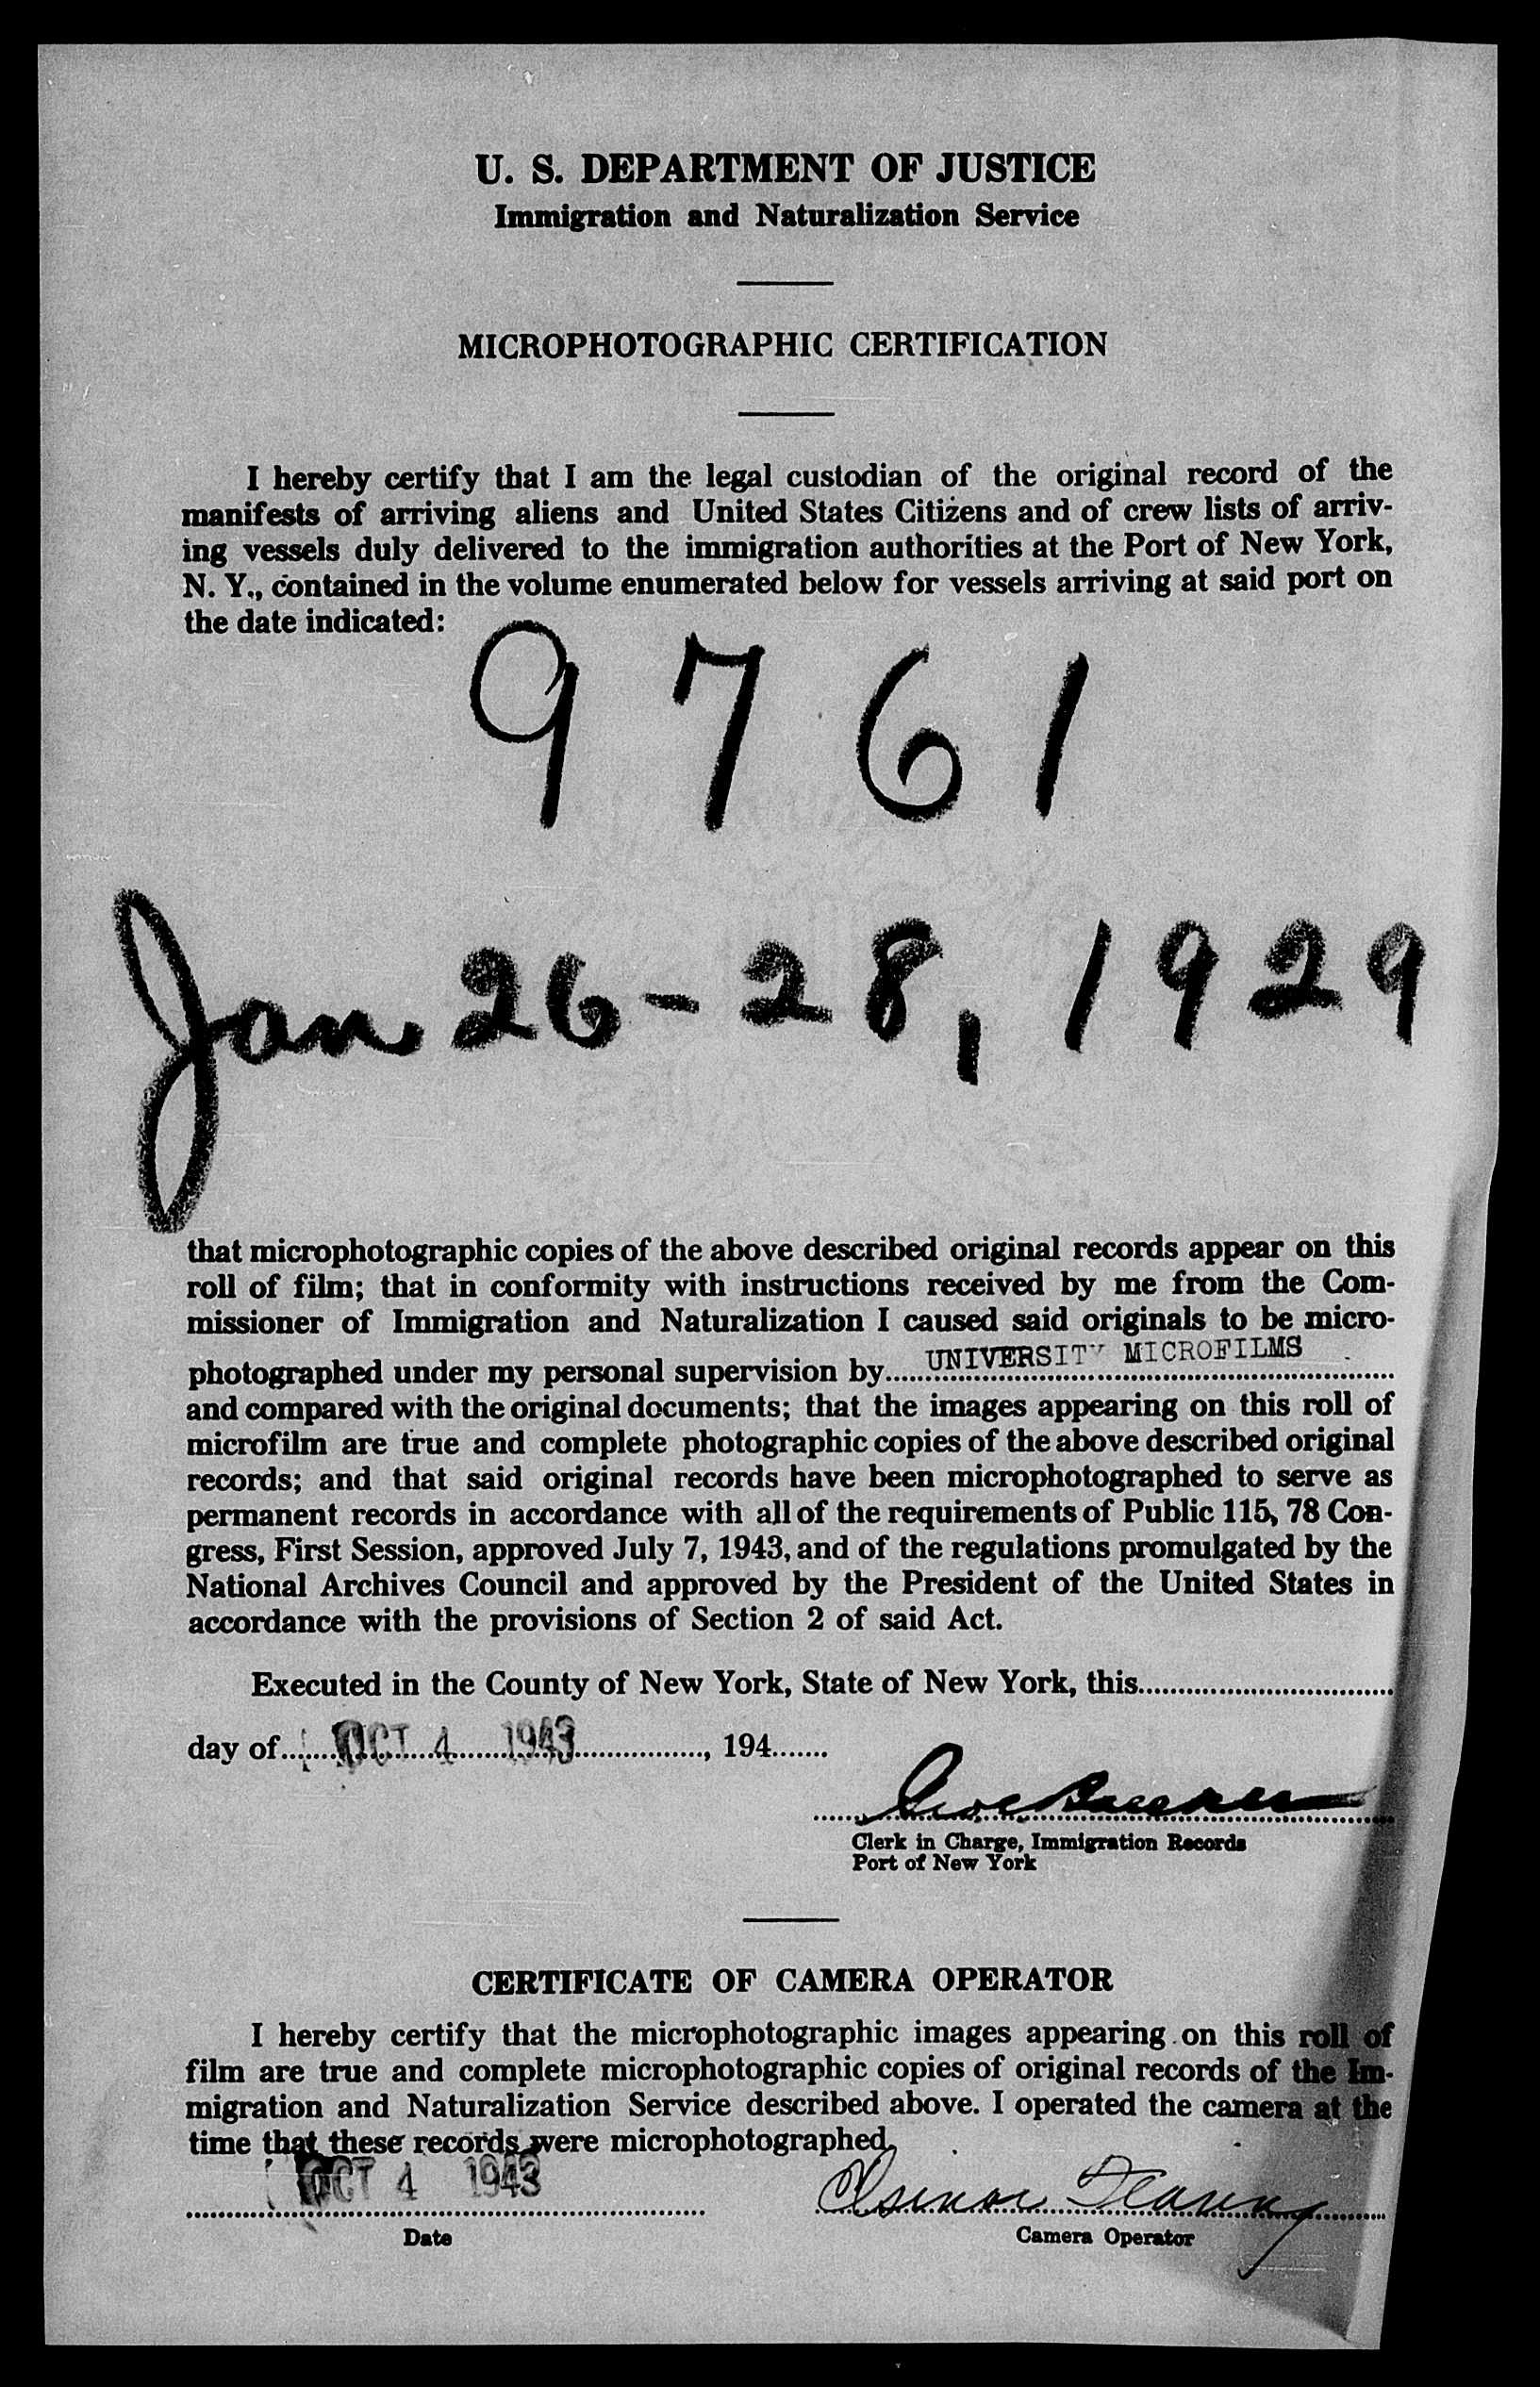 U. S. DEPARTMENT OF JUSTICE
Immigration and Naturalization Service
MICROPHOTOGRAPHIC CERTIFICATION
I hereby certify that I am the legal custodian of the original record of the
manifests of arriving aliens and United States Citizens and of crew lists of arriv-
ing vessels duly delivered to the immigration authorities at the Port of New York,
N. Y., contained in the volume enumerated below for vessels arriving at said port on
the date indicated:
9761
Jan 26-28, 1929
that microphotographic copies of the above described original records appear on this
roll of film; that in conformity with instructions received by me from the Com-
missioner of Immigration and Naturalization I caused said originals to be micro-
photographed under my personal supervision by UNIVERSITY MICROFILMS
and compared with the original documents; that the images appearing on this roll of
microfilm are true and complete photographic copies of the above described original
records; and that said original records have been microphotographed to serve as
permanent records in accordance with all of the requirements of Public 115, 78 Con-
gress, First Session, approved July 7, 1943, and of the regulations promulgated by the
National Archives Council and approved by the President of the United States in
accordance with the provisions of Section 2 of said Act.
Executed in the County of New York, State of New York, this
day of OCT 4 1943, 194
Clerk in Charge, Immigration Records
Port of New York
CERTIFICATE OF CAMERA OPERATOR
I hereby certify that the microphotographic images appearing on this roll of
film are true and complete microphotographic copies of original records of the Im-
migration and Naturalization Service described above. I operated the camera at the
time that these records were microphotographed.
OCT 4 1943
Date
Camera Operator